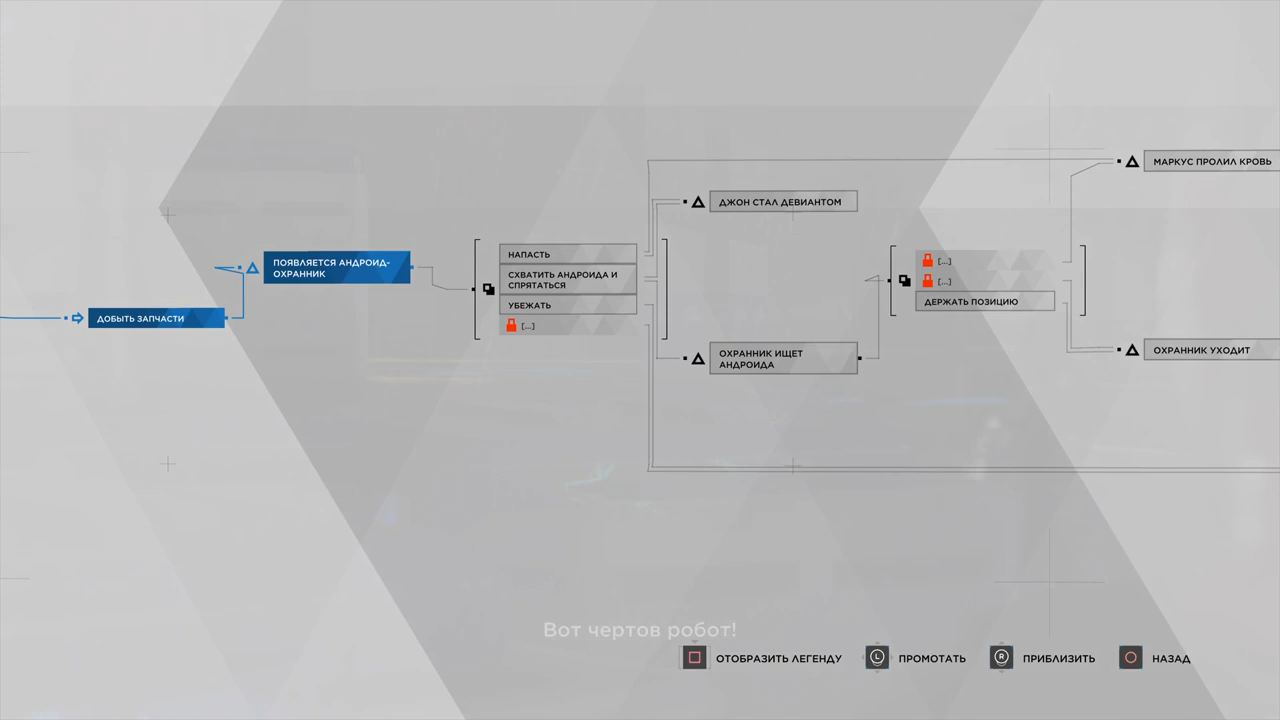 МАРКУС ПРОЛИЛ КРОВЬ
ДЖОН СТАЛ ДЕВИАНТОМ
ПОЯВЛЯЕТСЯ АНДРОИД-
ОХРАННИК
НАПАСТЬ
СХВАТИТЬ АНДРОИДА И
СПРЯТАТЬСЯ
УБЕЖАТЬ
[...]
[...]
[...]
ДЕРЖАТЬ ПОЗИЦИЮ
ДОБЫТЬ ЗАПЧАСТИ
ОХРАННИК ИЩЕТ
АНДРОИДА
ОХРАННИК УХОДИТ
Вот чертов робот!
ОТОБРАЗИТЬ ЛЕГЕНДУ
L ПРОМОТАТЬ
R ПРИБЛИЗИТЬ
НАЗАД